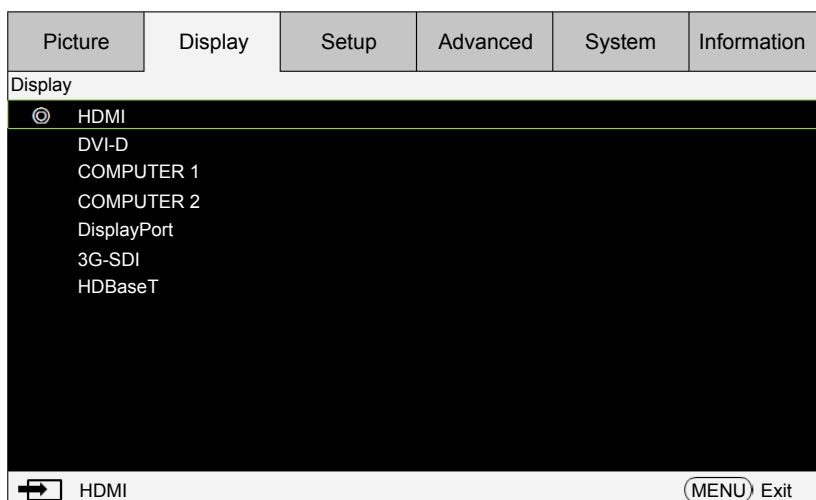 Picture Display Setup Advanced System Information
Display
HDMI
DVI-D
COMPUTER 1
COMPUTER 2
DisplayPort
3G-SDI
HDBaseT
HDMI MENU Exit